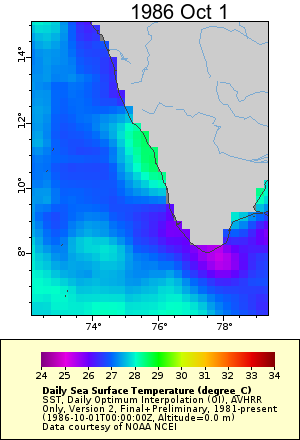 1986 Oct 1
14°
12°
10°
8°
74° 76° 78°
24 25 26 27 28 29 30 31 32 33 34
Daily Sea Surface Temperature (degree_C)
SST, Daily Optimum Interpolation (OI), AVHRR
Only, Version 2, Final+Preliminary, 1981-present
(1986-10-01T00:00:00Z, Altitude=0.0 m)
Data courtesy of NOAA NCEI